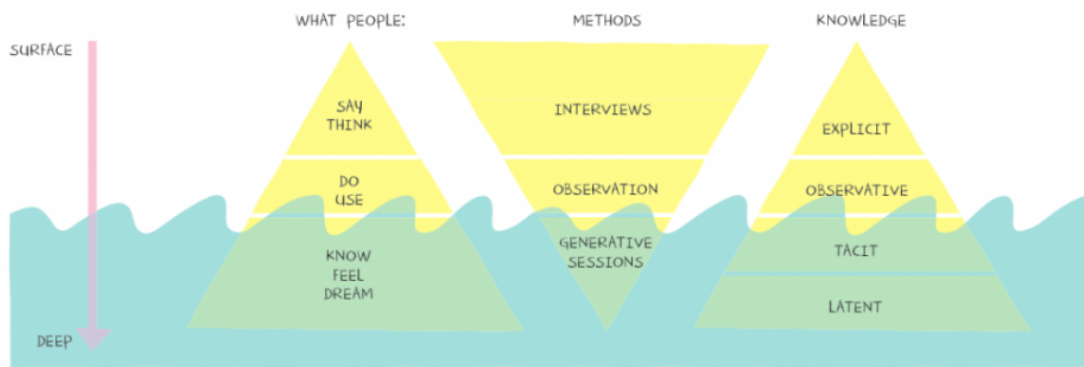 WHAT PEOPLE:
METHODS
KNOWLEDGE
SURFACE
SAY
THINK
INTERVIEWS
EXPLICIT
DO
USE
OBSERVATION
OBSERVATIVE
KNOW
FEEL
DREAM
GENERATIVE
SESSIONS
TACIT
LATENT
DEEP